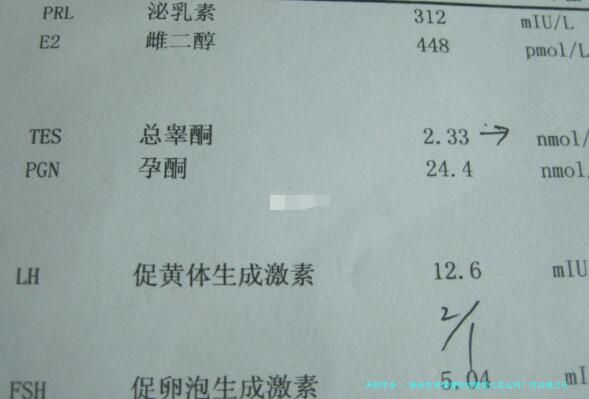 PRL 泌乳素 312 mIU/L
E2 雌二醇 448 pmol/L
TES 总睾酮 2.33 → nmol/
PGN 孕酮 24.4 nmol/
LH 促黄体生成激素 12.6 mIU
2/1
FSH 促卵泡生成激素 5.04 mI